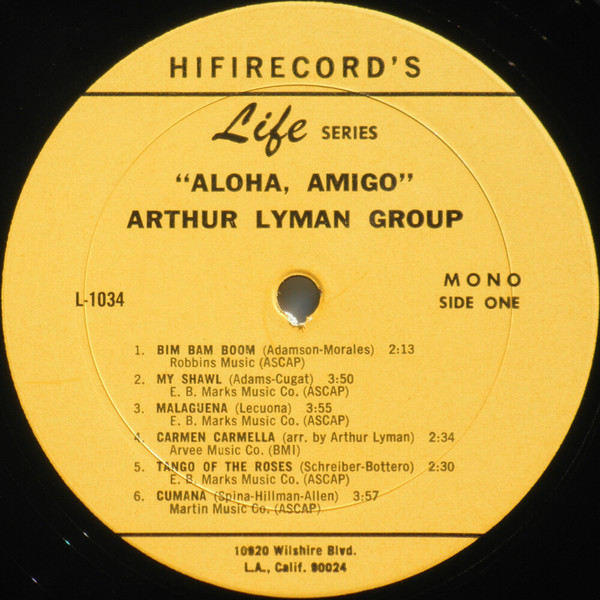 HIFIRECORD'S
Life SERIES
"ALOHA, AMIGO"
ARTHUR LYMAN GROUP
L-1034
MONO
SIDE ONE
1. BIM BAM BOOM (Adamson-Morales) 2:13
Robbins Music (ASCAP)
2. MY SHAWL (Adams-Cugat) 3:50
E. B. Marks Music Co. (ASCAP)
3. MALAGUENA (Lecuona) 3:55
E. B. Marks Music Co. (ASCAP)
4. CARMEN CARMELLA (arr. by Arthur Lyman) 2:34
Arvee Music Co. (BMI)
5. TANGO OF THE ROSES (Schreiber-Bottero) 2:30
E. B. Marks Music Co. (ASCAP)
6. CUMANA (Spina-Hillman-Allen) 3:57
Martin Music Co. (ASCAP)
10920 Wilshire Blvd.
L.A., Calif. 90024